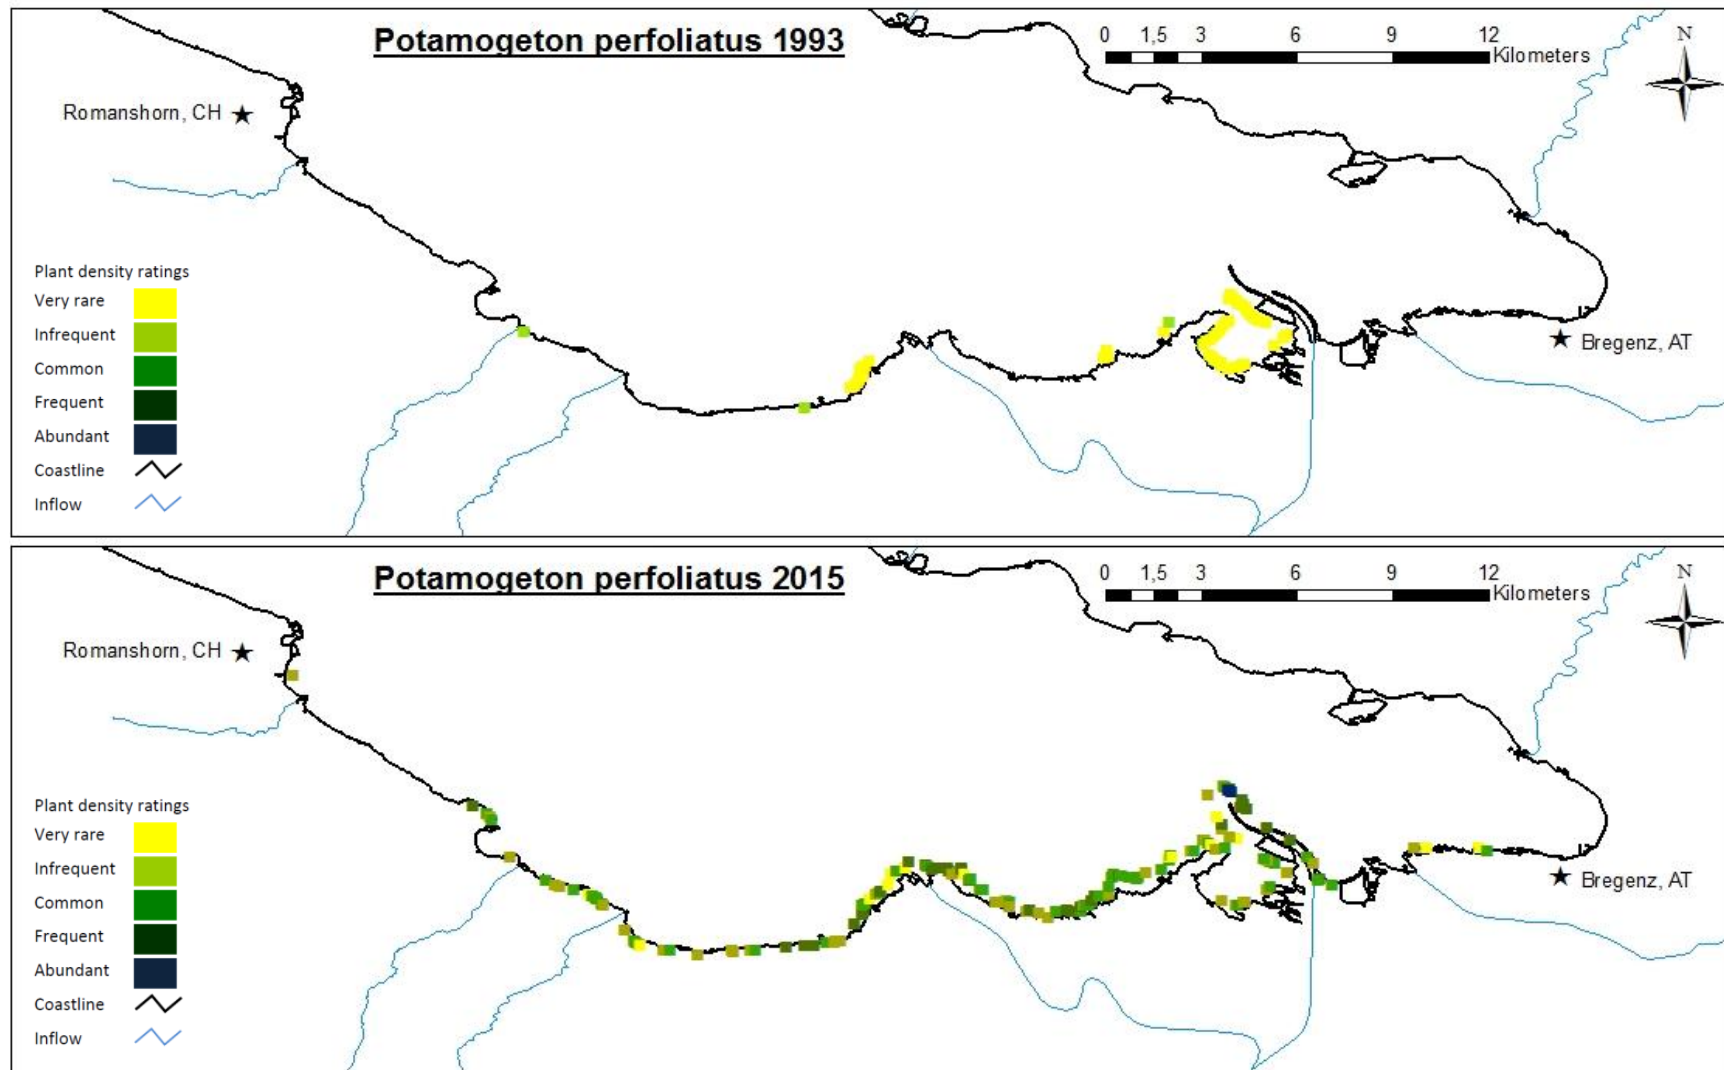 Potamogeton perfoliatus 1993
0 1,5 3 6 9 12
Kilometers
N
Romanshorn, CH
Plant density ratings
Very rare
Infrequent
Common
Frequent
Abundant
Coastline
Inflow
Bregenz, AT
Potamogeton perfoliatus 2015
0 1,5 3 6 9 12
Kilometers
N
Romanshorn, CH
Plant density ratings
Very rare
Infrequent
Common
Frequent
Abundant
Coastline
Inflow
Bregenz, AT